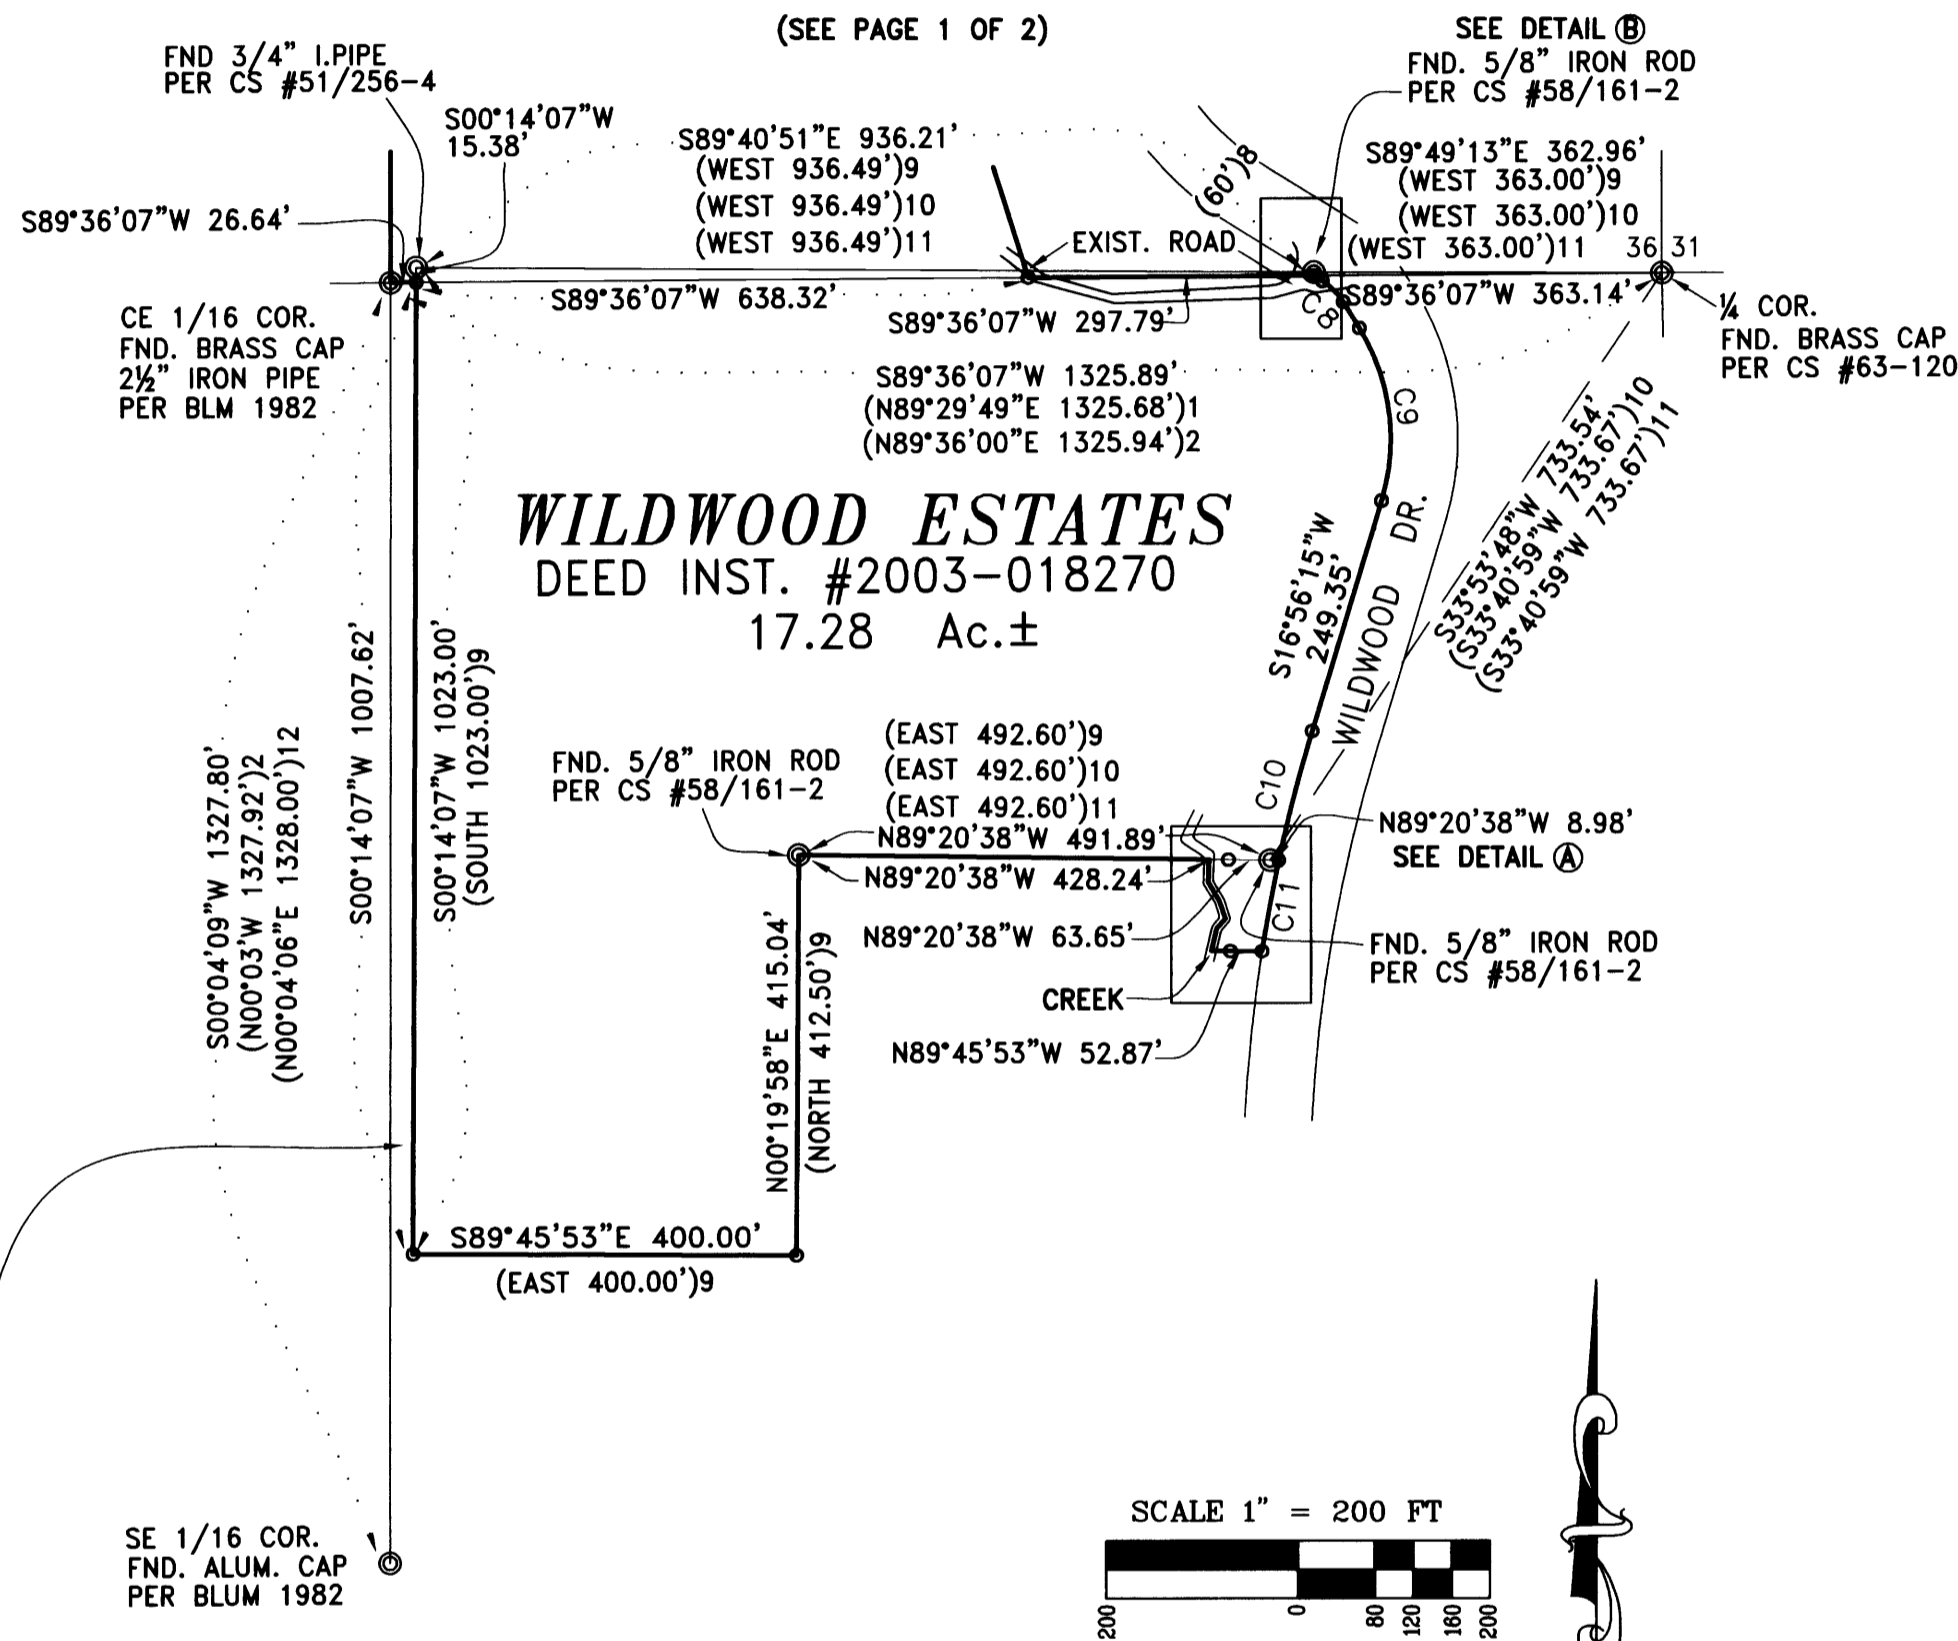 (SEE PAGE 1 OF 2)
SEE DETAIL Ⓑ
FND. 5/8" IRON ROD
PER CS #58/161-2
FND 3/4" I.PIPE
PER CS #51/256-4
S00°14'07"W
15.38'
S89°40'51"E 936.21'
(WEST 936.49')9
(WEST 936.49')10
(WEST 936.49')11
(60')8
S89°49'13"E 362.96'
(WEST 363.00')9
(WEST 363.00')10
(WEST 363.00')11
36 31
S89°36'07"W 26.64'
EXIST. ROAD
S89°36'07"W 638.32'
S89°36'07"W 297.79'
C8
S89°36'07"W 363.14'
¼ COR.
FND. BRASS CAP
PER CS #63-120
CE 1/16 COR.
FND. BRASS CAP
2½" IRON PIPE
PER BLM 1982
S89°36'07"W 1325.89'
(N89°29'49"E 1325.68')1
(N89°36'00"E 1325.94')2
C9
WILDWOOD ESTATES
DEED INST. #2003-018270
17.28 Ac.±
S16°56'15"W
249.35'
WILDWOOD DR.
S33°53'48"W 733.54'
(S33°40'59"W 733.67')10
(S33°40'59"W 733.67')11
S00°04'09"W 1327.80'
(N00°03'W 1327.92')2
(N00°04'06"E 1328.00')12
S00°14'07"W 1007.62'
S00°14'07"W 1023.00'
(SOUTH 1023.00')9
FND. 5/8" IRON ROD
PER CS #58/161-2
(EAST 492.60')9
(EAST 492.60')10
(EAST 492.60')11
N89°20'38"W 491.89'
N89°20'38"W 428.24'
C10
N89°20'38"W 8.98'
SEE DETAIL Ⓐ
C11
N89°20'38"W 63.65'
FND. 5/8" IRON ROD
PER CS #58/161-2
CREEK
N89°45'53"W 52.87'
N00°19'58"E 415.04'
(NORTH 412.50')9
S89°45'53"E 400.00'
(EAST 400.00')9
SE 1/16 COR.
FND. ALUM. CAP
PER BLUM 1982
SCALE 1" = 200 FT
200 0 80 120 160 200